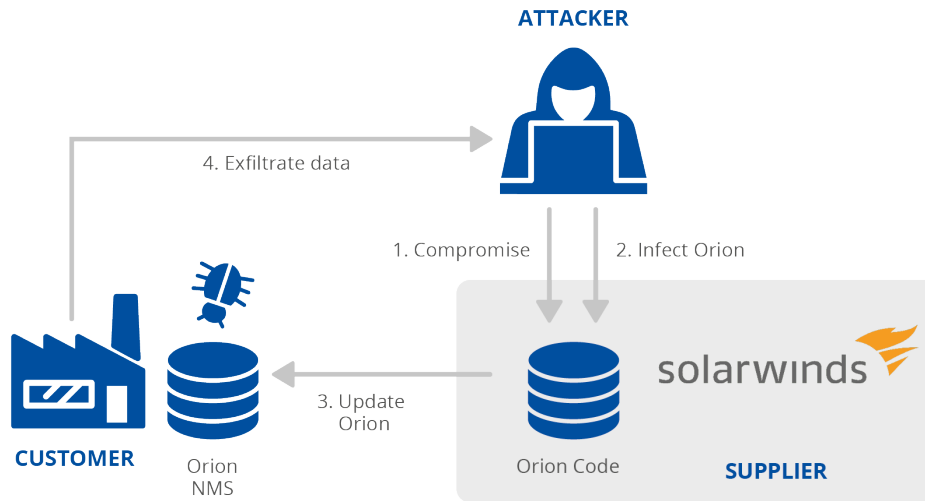 ATTACKER
4. Exfiltrate data
1. Compromise
2. Infect Orion
solarwinds
3. Update
Orion
CUSTOMER
Orion
NMS
Orion Code
SUPPLIER